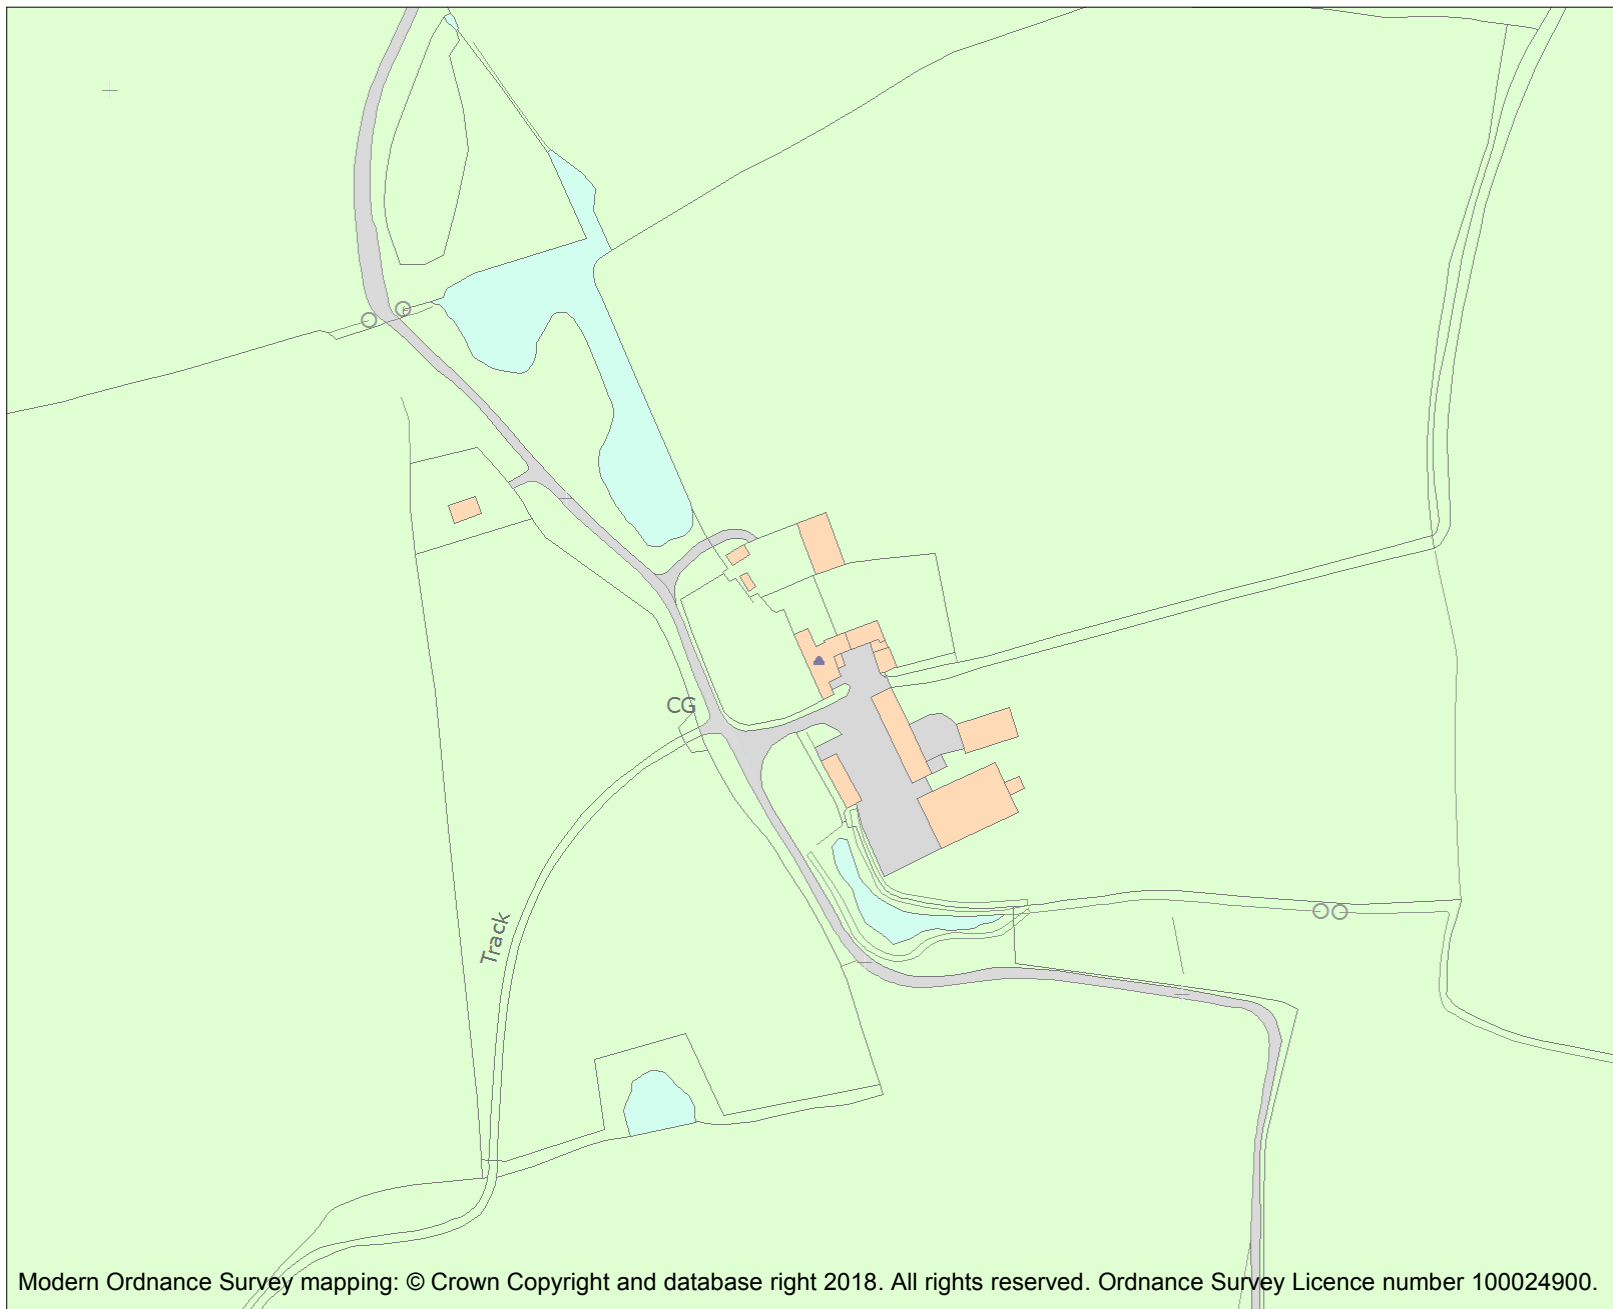 CG
Track
Modern Ordnance Survey mapping: © Crown Copyright and database right 2018. All rights reserved. Ordnance Survey Licence number 100024900.